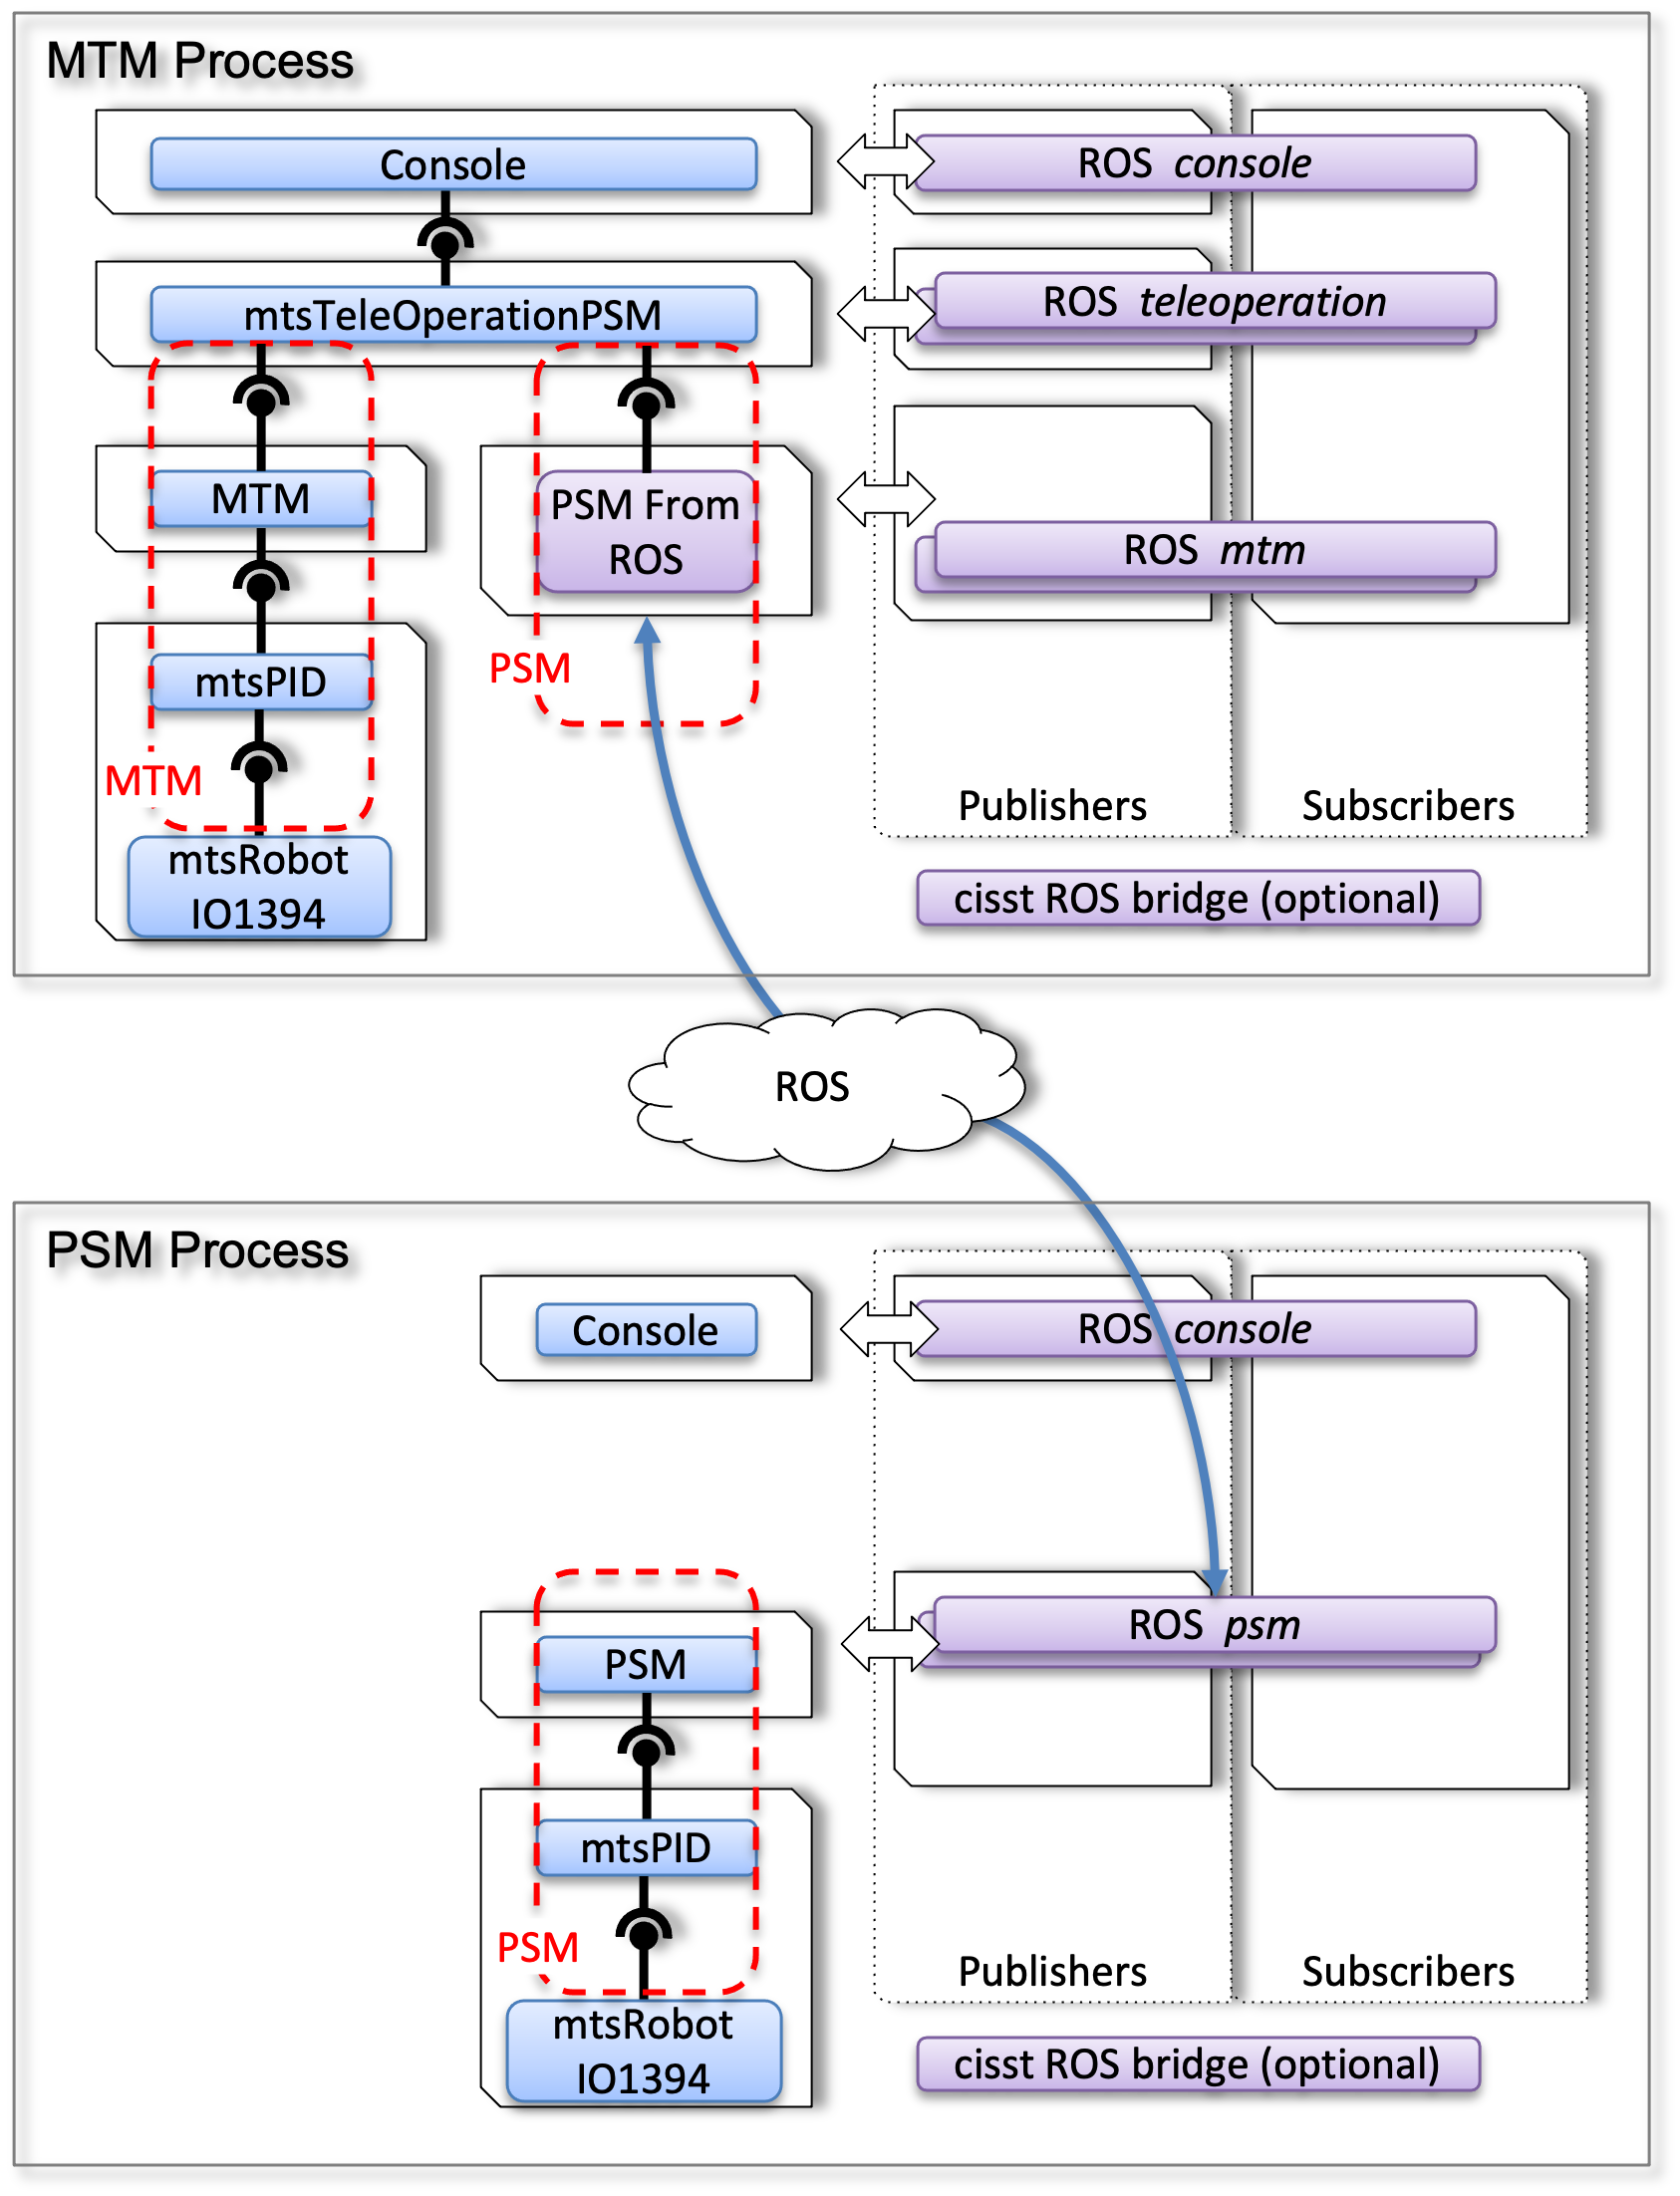 MTM Process
Console
ROS console
mtsTeleOperationPSM
ROS teleoperation
MTM
PSM From
ROS
ROS mtm
PSM
mtsPID
MTM
Publishers
Subscribers
mtsRobot
IO1394
cisst ROS bridge (optional)
ROS
PSM Process
Console
ROS console
PSM
ROS psm
mtsPID
PSM
Publishers
Subscribers
mtsRobot
IO1394
cisst ROS bridge (optional)